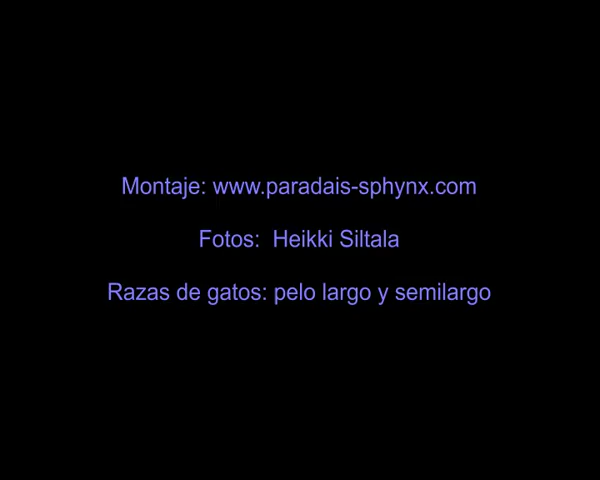 Montaje: www.paradais-sphynx.com
Fotos:  Heikki Siltala
Razas de gatos: pelo largo y semilargo